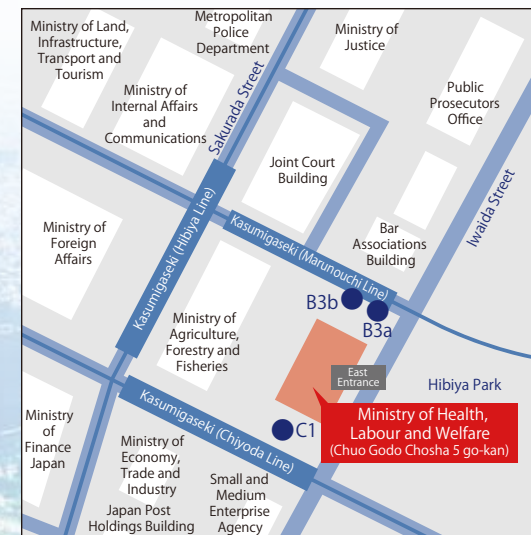 Ministry of Land,
Infrastructure,
Transport and
Tourism
Metropolitan
Police
Department
Ministry of
Justice
Ministry of
Internal Affairs
and
Communications
Sakurada Street
Public
Prosecutors
Office
Joint Court
Building
Iwaida Street
Ministry of
Foreign
Affairs
Kasumigaseki (Hibiya Line)
Kasumigaseki (Marunouchi Line)
Bar
Associations
Building
B3b
B3a
Ministry of
Agriculture,
Forestry and
Fisheries
East
Entrance
Hibiya Park
Ministry of Health,
Labour and Welfare
(Chuo Godo Chosha 5 go-kan)
Kasumigaseki (Chiyoda Line)
C1
Ministry
of
Finance
Japan
Ministry of
Economy,
Trade and
Industry
Japan Post
Holdings Building
Small and
Medium
Enterprise
Agency